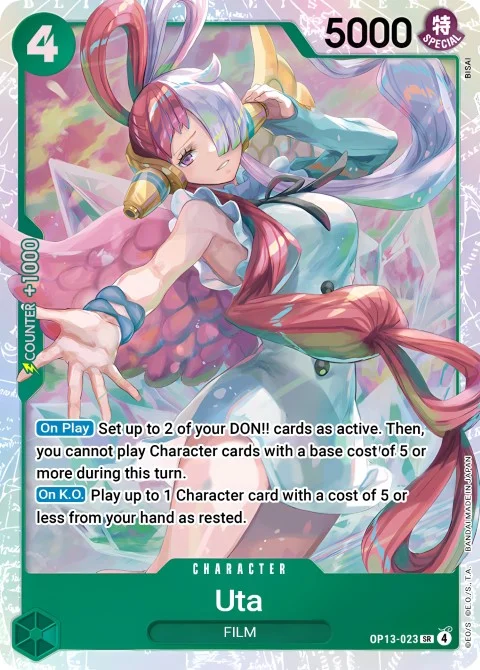 4
5000
特
SPECIAL
BISAI
COUNTER +1000
On Play Set up to 2 of your DON!! cards as active. Then,
you cannot play Character cards with a base cost of 5 or
more during this turn.
On K.O. Play up to 1 Character card with a cost of 5 or
less from your hand as rested.
CHARACTER
Uta
FILM
OP13-023 SR 4
©E.O./S., T.A. BANDAI MADE IN JAPAN
©EO/S